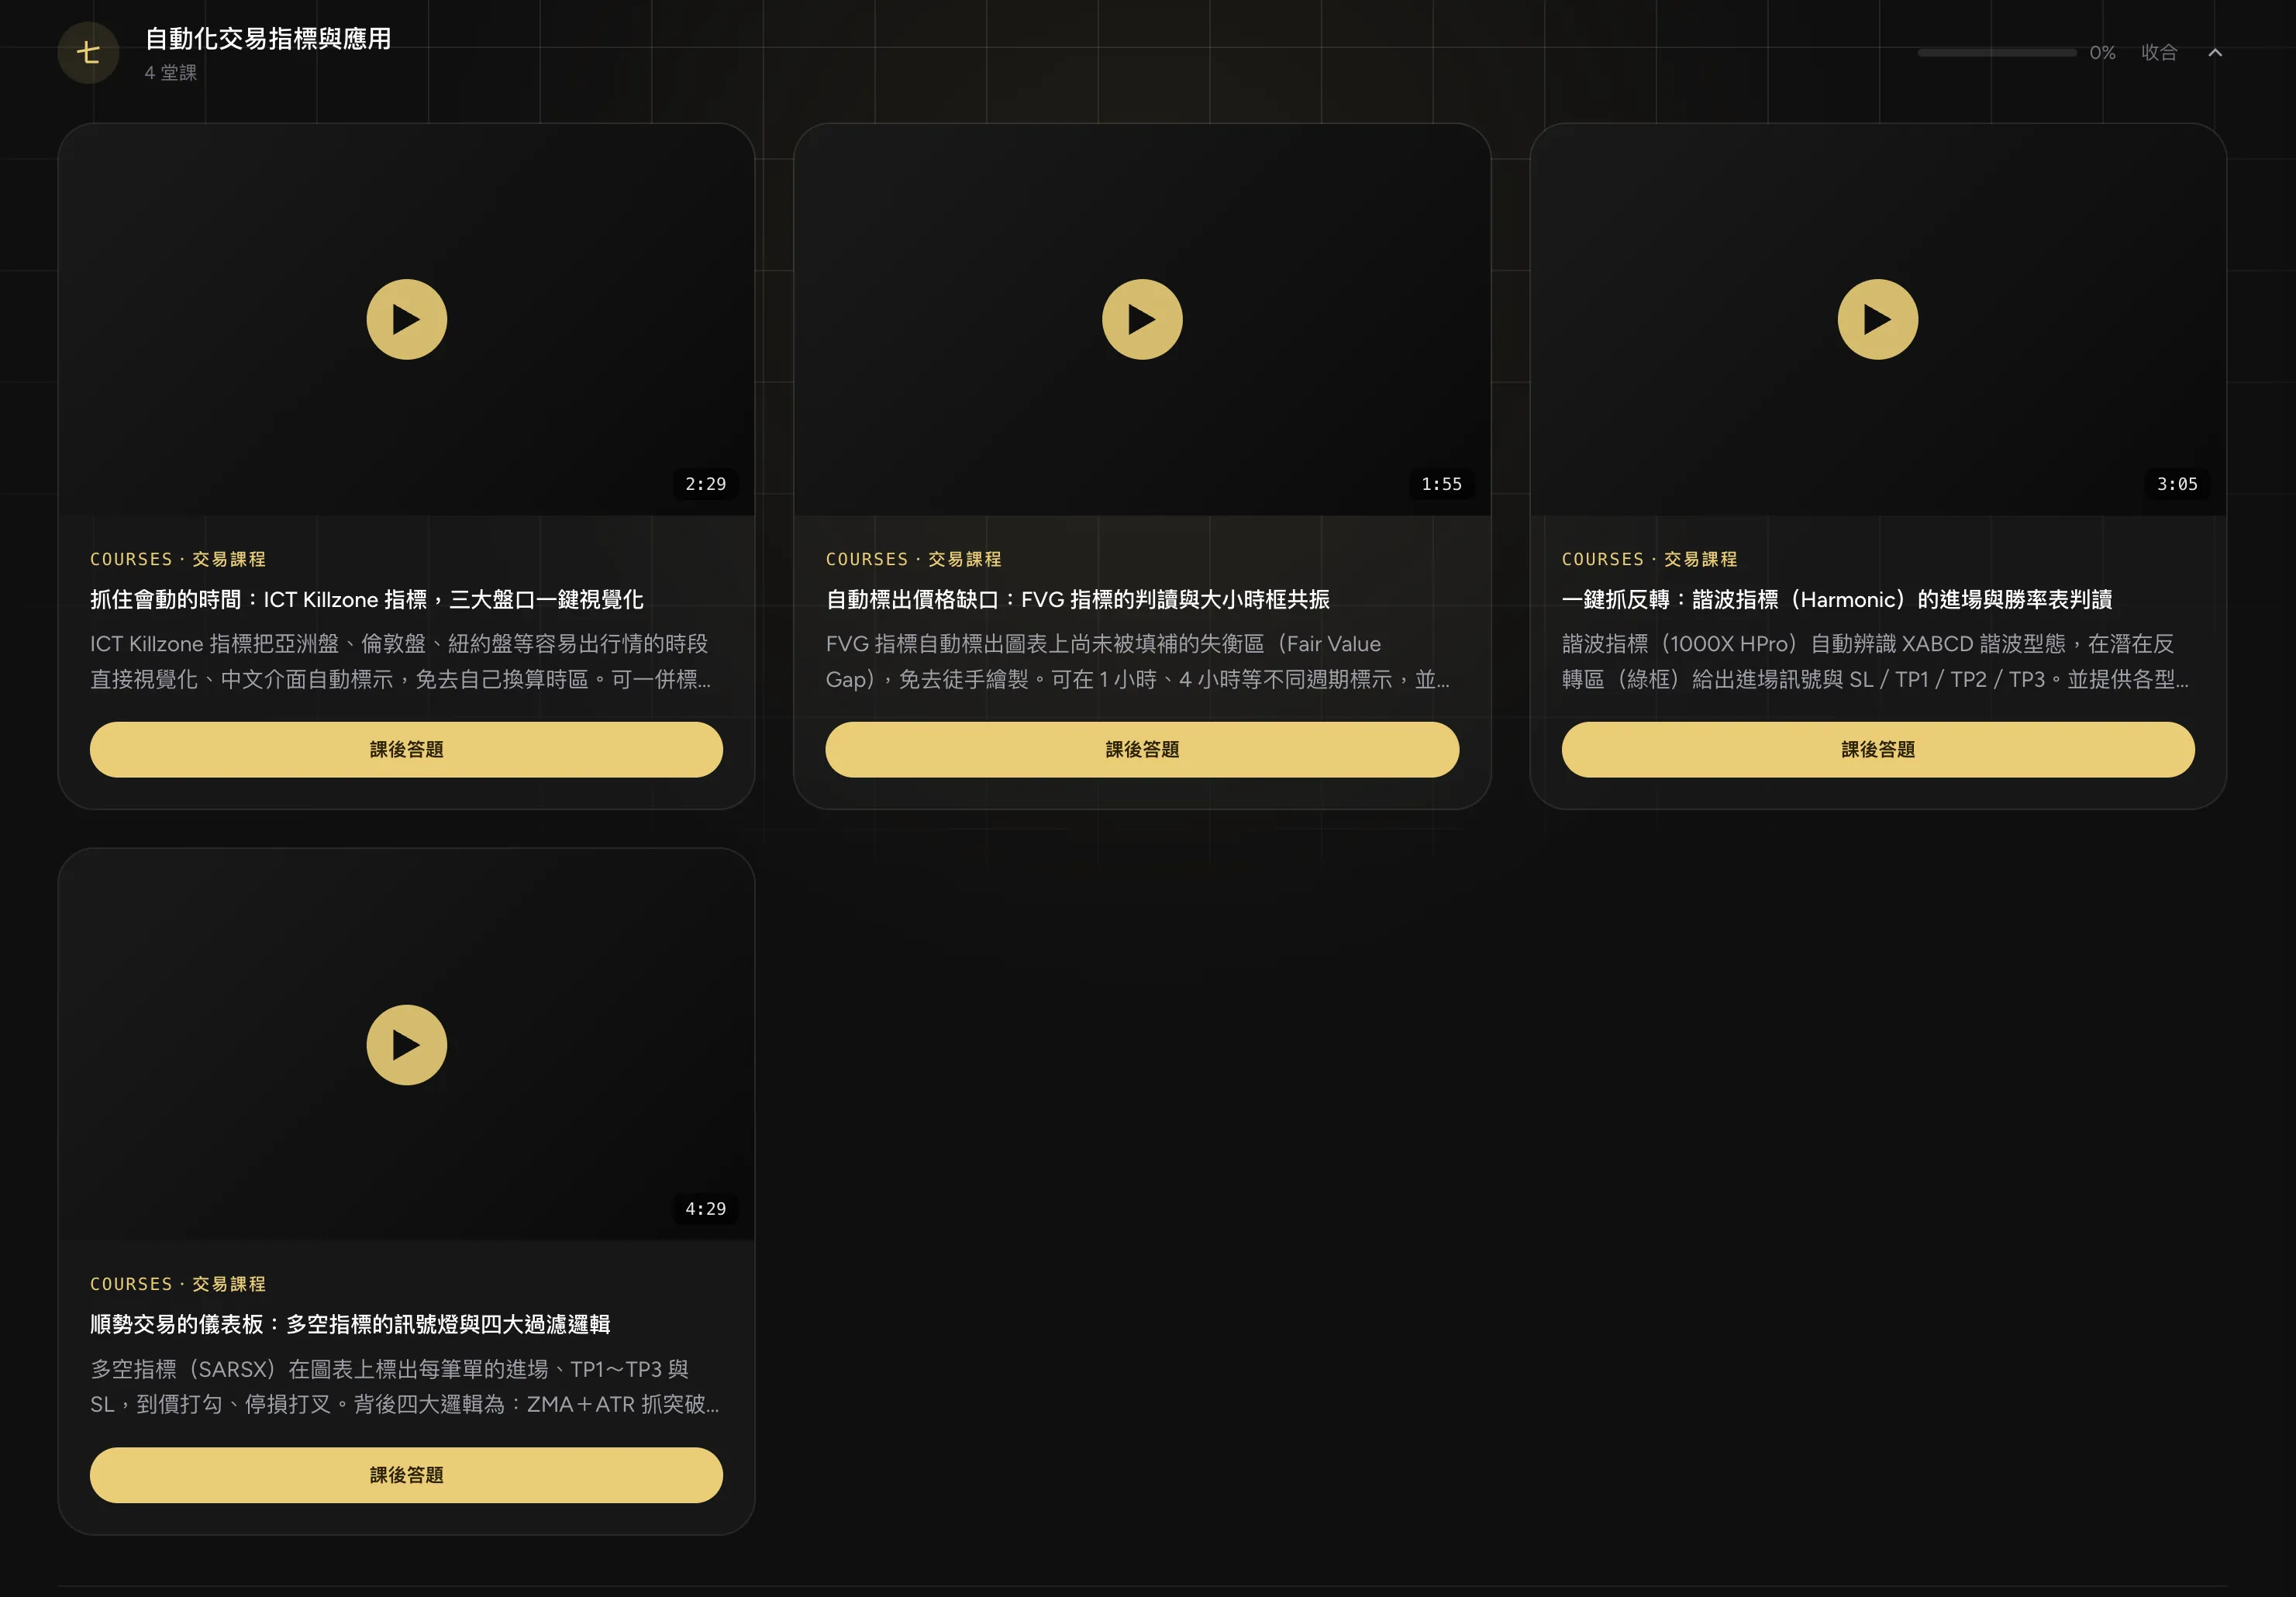 七
自動化交易指標與應用
4 堂課
0% 收合
2:29
COURSES · 交易課程
抓住會動的時間：ICT Killzone 指標，三大盤口一鍵視覺化
ICT Killzone 指標把亞洲盤、倫敦盤、紐約盤等容易出行情的時段
直接視覺化、中文介面自動標示，免去自己換算時區。可一併標...
課後答題
1:55
COURSES · 交易課程
自動標出價格缺口：FVG 指標的判讀與大小時框共振
FVG 指標自動標出圖表上尚未被填補的失衡區（Fair Value
Gap），免去徒手繪製。可在 1 小時、4 小時等不同週期標示，並...
課後答題
3:05
COURSES · 交易課程
一鍵抓反轉：諧波指標（Harmonic）的進場與勝率表判讀
諧波指標（1000X HPro）自動辨識 XABCD 諧波型態，在潛在反
轉區（綠框）給出進場訊號與 SL / TP1 / TP2 / TP3。並提供各型...
課後答題
4:29
COURSES · 交易課程
順勢交易的儀表板：多空指標的訊號燈與四大過濾邏輯
多空指標（SARSX）在圖表上標出每筆單的進場、TP1～TP3 與
SL，到價打勾、停損打叉。背後四大邏輯為：ZMA＋ATR 抓突破...
課後答題